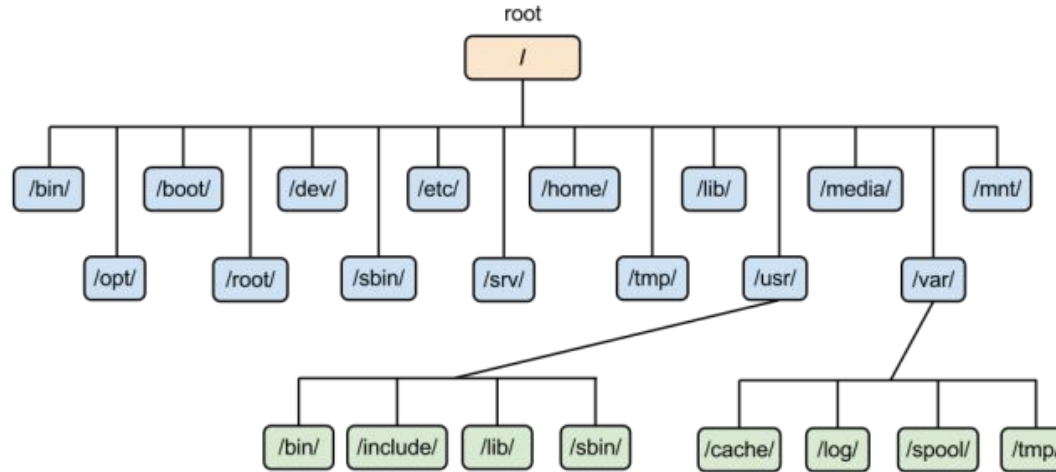 root
/
/bin/ /boot/ /dev/ /etc/ /home/ /lib/ /media/ /mnt/
/opt/ /root/ /sbin/ /srv/ /tmp/ /usr/ /var/
/bin/ /include/ /lib/ /sbin/ /cache/ /log/ /spool/ /tmp/